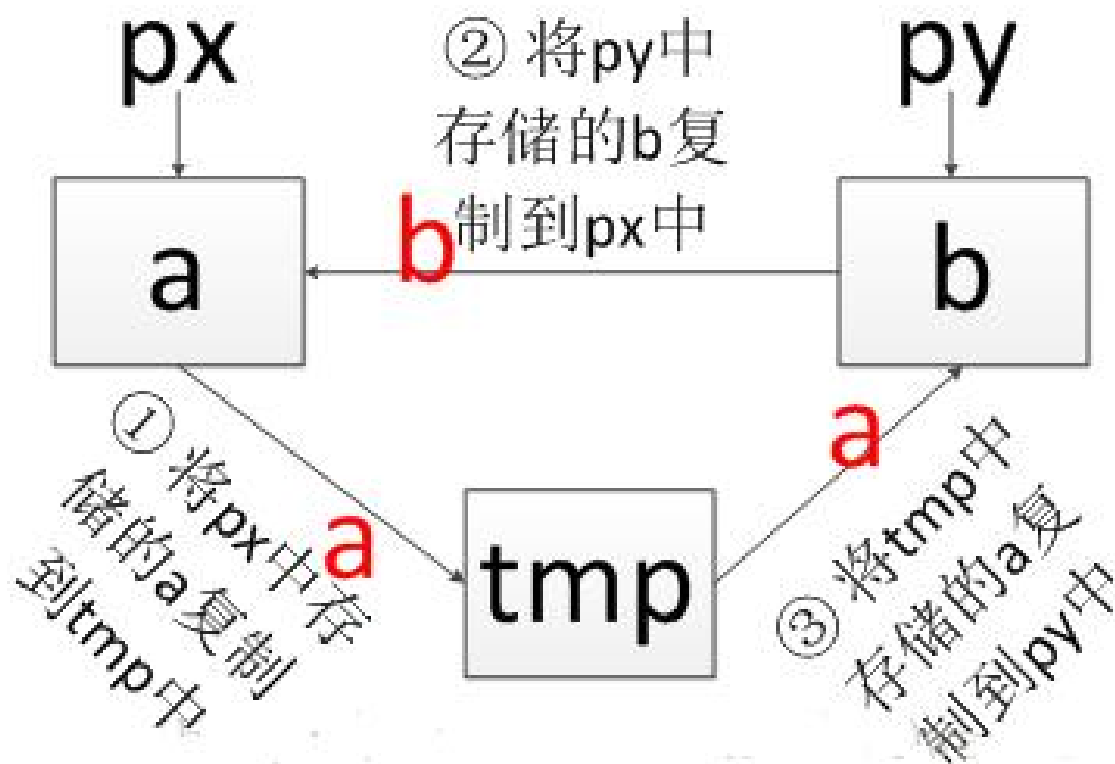 px
py
② 将py中
存储的b复
制到px中
b
a
b
① 将px中存
储的a复制
到tmp中
a
tmp
a
③ 将tmp中
存储的a复
制到py中